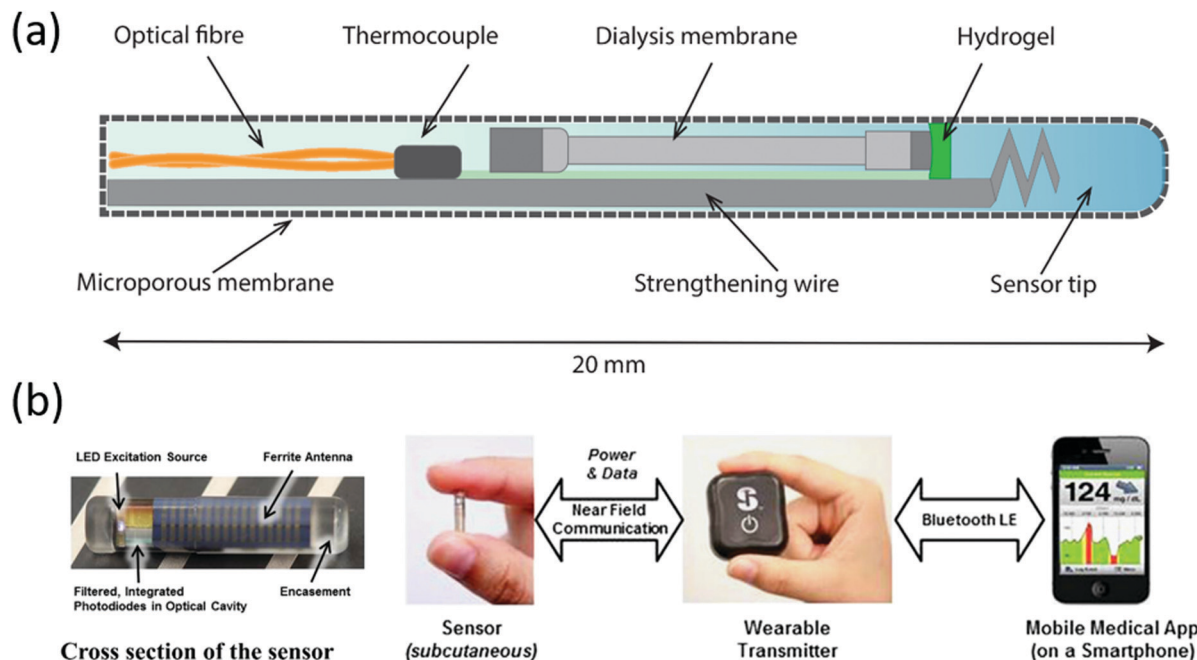 (a)
Optical fibre
Thermocouple
Dialysis membrane
Hydrogel
Microporous membrane
Strengthening wire
Sensor tip
20 mm
(b)
LED Excitation Source
Ferrite Antenna
Filtered, Integrated
Photodiodes in Optical Cavity
Encasement
Cross section of the sensor
Power
& Data
Near Field
Communication
Bluetooth LE
124
mg / dL
Sensor
(subcutaneous)
Wearable
Transmitter
Mobile Medical App
(on a Smartphone)